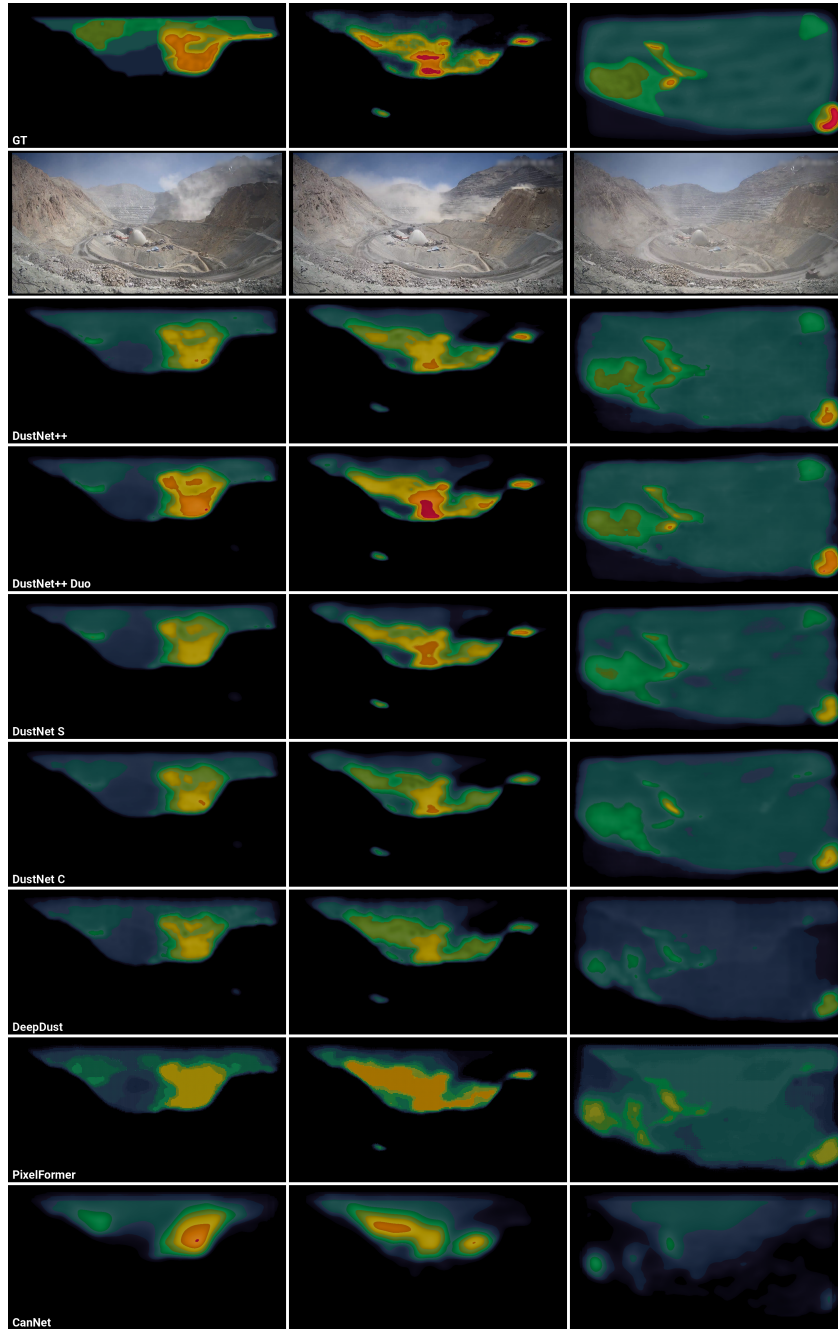 GT
DustNet++
DustNet++ Duo
DustNet S
DustNet C
DeepDust
PixelFormer
CanNet